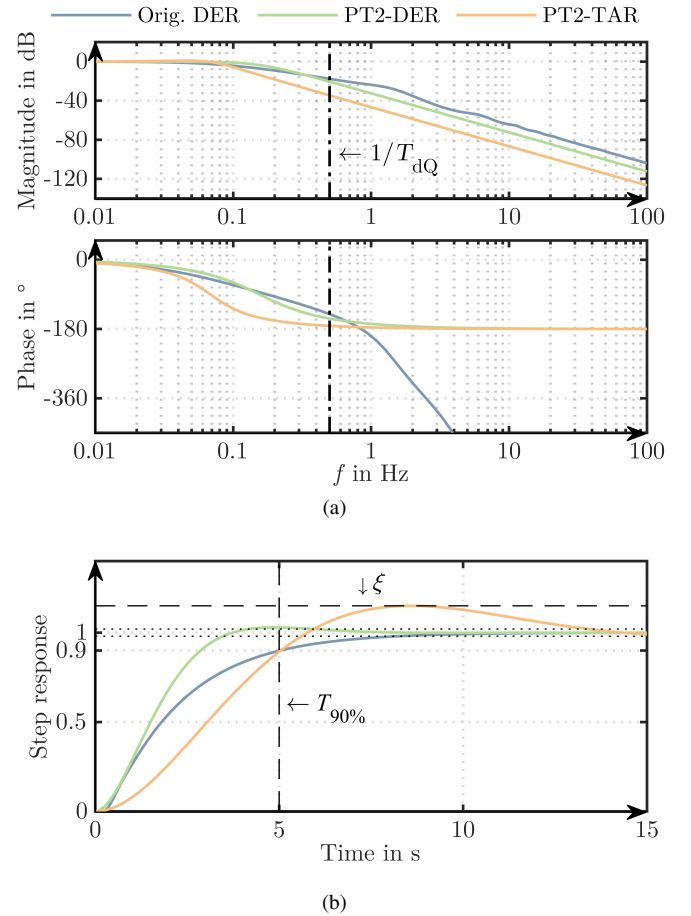 Orig. DER PT2-DER PT2-TAR
Magnitude in dB
0
-40
-80
-120
← 1/T_dQ
0.01 0.1 1 10 100
Phase in °
0
-180
-360
0.01 0.1 1 10 100
f in Hz
(a)
Step response
↓ ξ
1
0.9
0.5
0
← T_90%
0 5 10 15
Time in s
(b)